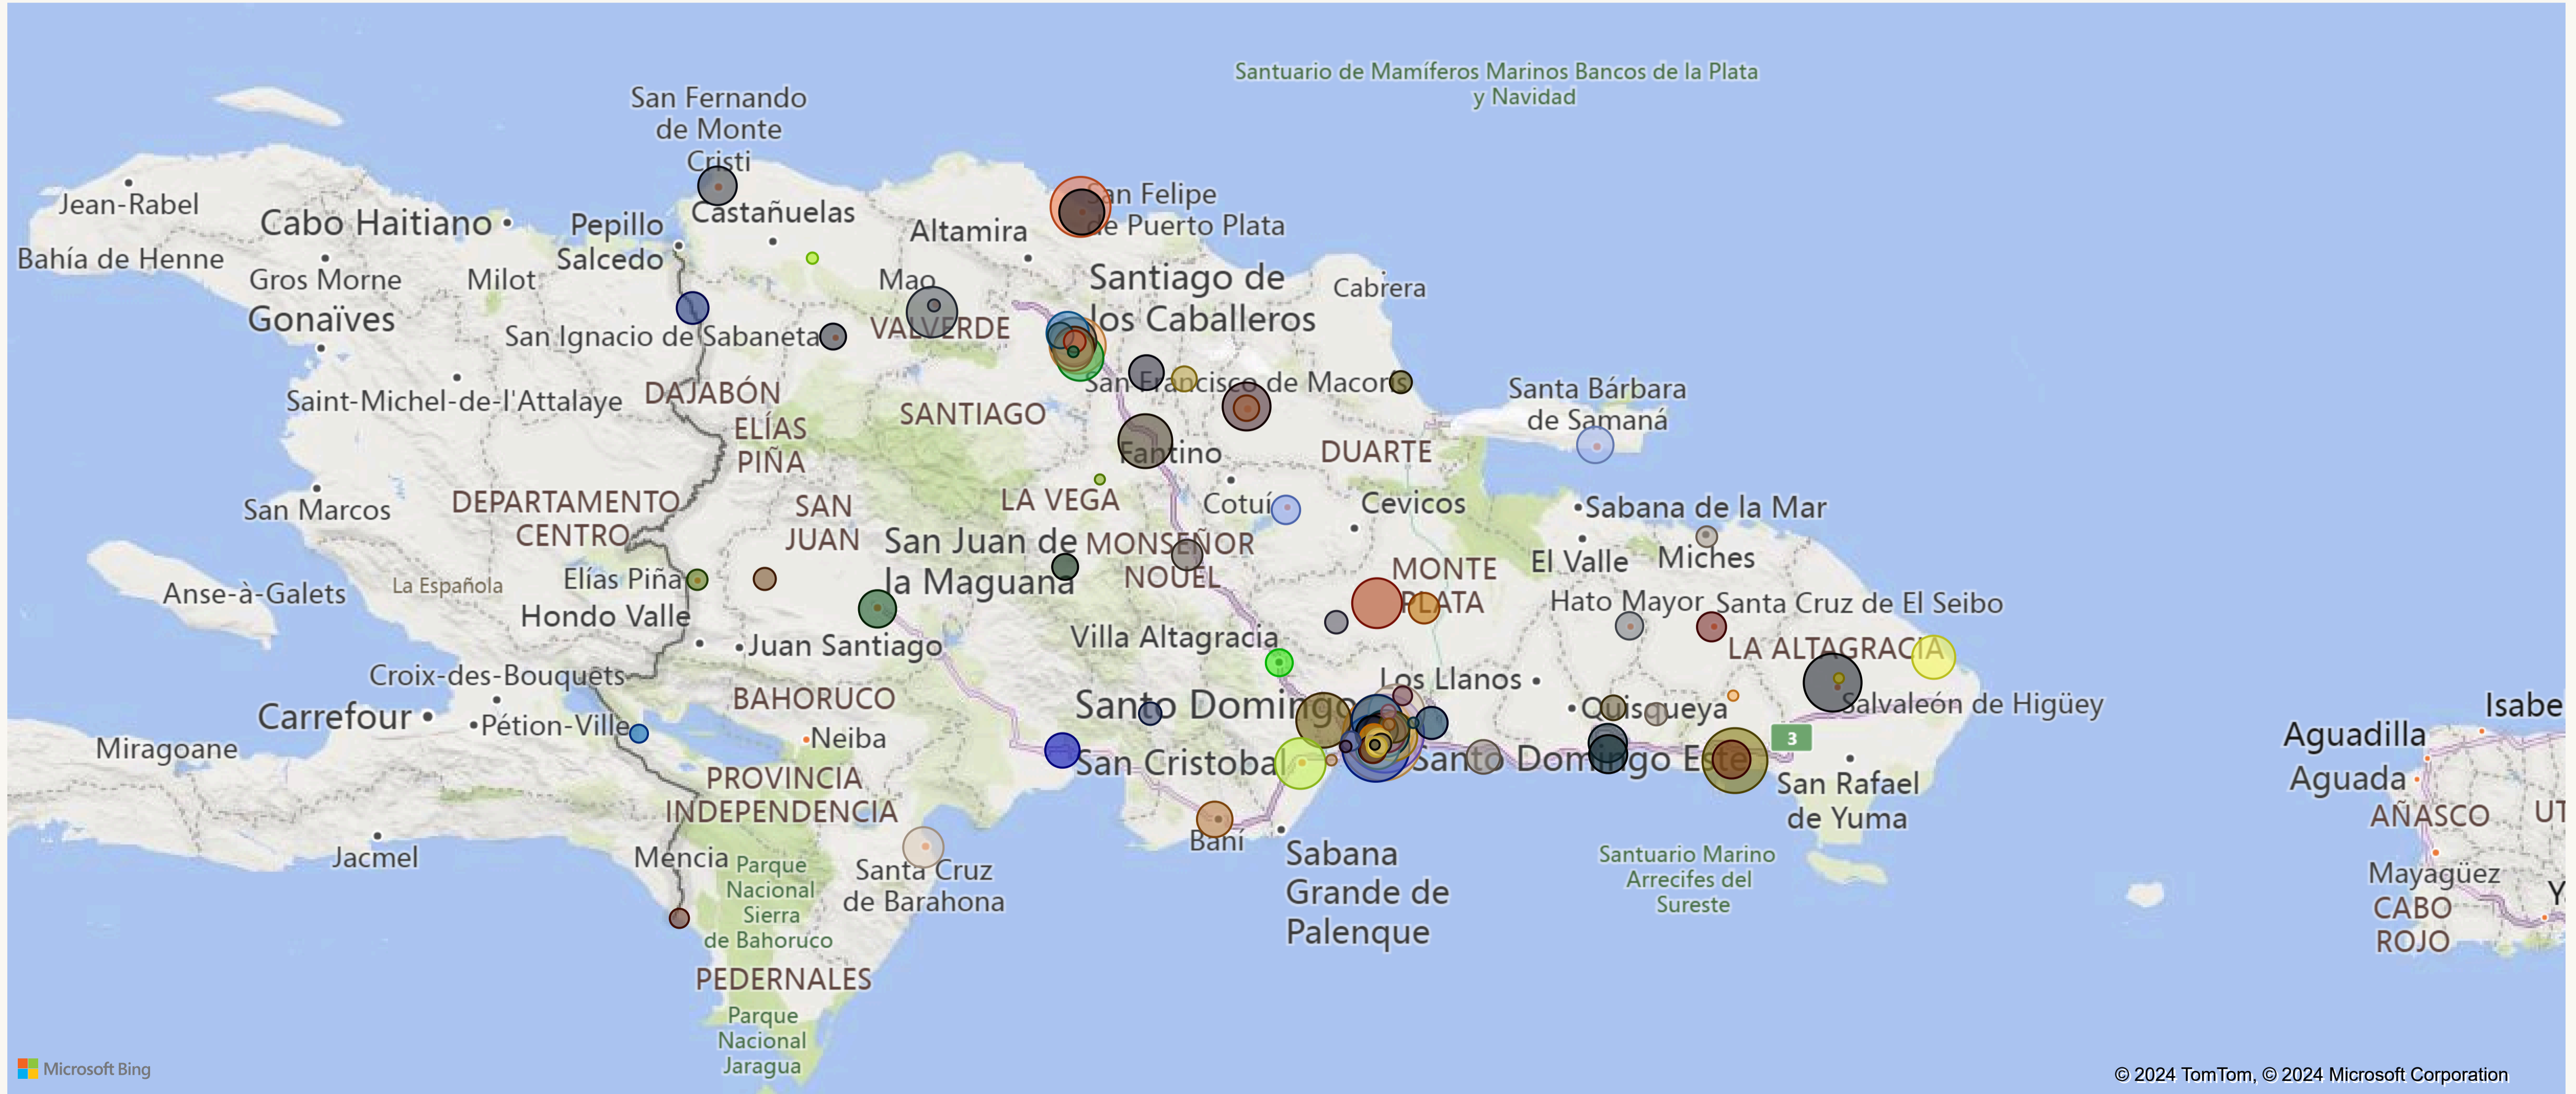 Santuario de Mamíferos Marinos Bancos de la Plata
y Navidad
San Fernando
de Monte
Cristi
Jean-Rabel
Cabo Haitiano
Pepillo
Salcedo
Castañuelas
Altamira
San Felipe
de Puerto Plata
Bahía de Henne
Gros Morne
Milot
Mao
Santiago de
los Caballeros
Cabrera
Gonaïves
San Ignacio de Sabaneta
VALVERDE
Saint-Michel-de-l'Attalaye
DAJABÓN
SANTIAGO
San Francisco de Macorís
Santa Bárbara
de Samaná
ELÍAS
PIÑA
Fantino
DUARTE
San Marcos
DEPARTAMENTO
CENTRO
SAN
JUAN
LA VEGA
Cotuí
Cevicos
Sabana de la Mar
San Juan de
la Maguana
MONSEÑOR
NOUEL
El Valle
Miches
Anse-à-Galets
La Española
Elías Piña
MONTE
PLATA
Hondo Valle
Hato Mayor
Santa Cruz de El Seibo
Juan Santiago
Villa Altagracia
LA ALTAGRACIA
Croix-des-Bouquets
BAHORUCO
Santo Domingo
Los Llanos
Quisqueya
Salvaleón de Higüey
Isabe
Carrefour
Pétion-Ville
Neiba
3
Aguadilla
Miragoane
San Cristobal
Santo Domingo Este
PROVINCIA
INDEPENDENCIA
San Rafael
de Yuma
Aguada
AÑASCO
UT
Baní
Jacmel
Mencia
Parque
Nacional
Sierra
de Bahoruco
Santa Cruz
de Barahona
Sabana
Grande de
Palenque
Santuario Marino
Arrecifes del
Sureste
Mayagüez
Y
CABO
ROJO
PEDERNALES
Parque
Nacional
Jaragua
Microsoft Bing
© 2024 TomTom, © 2024 Microsoft Corporation